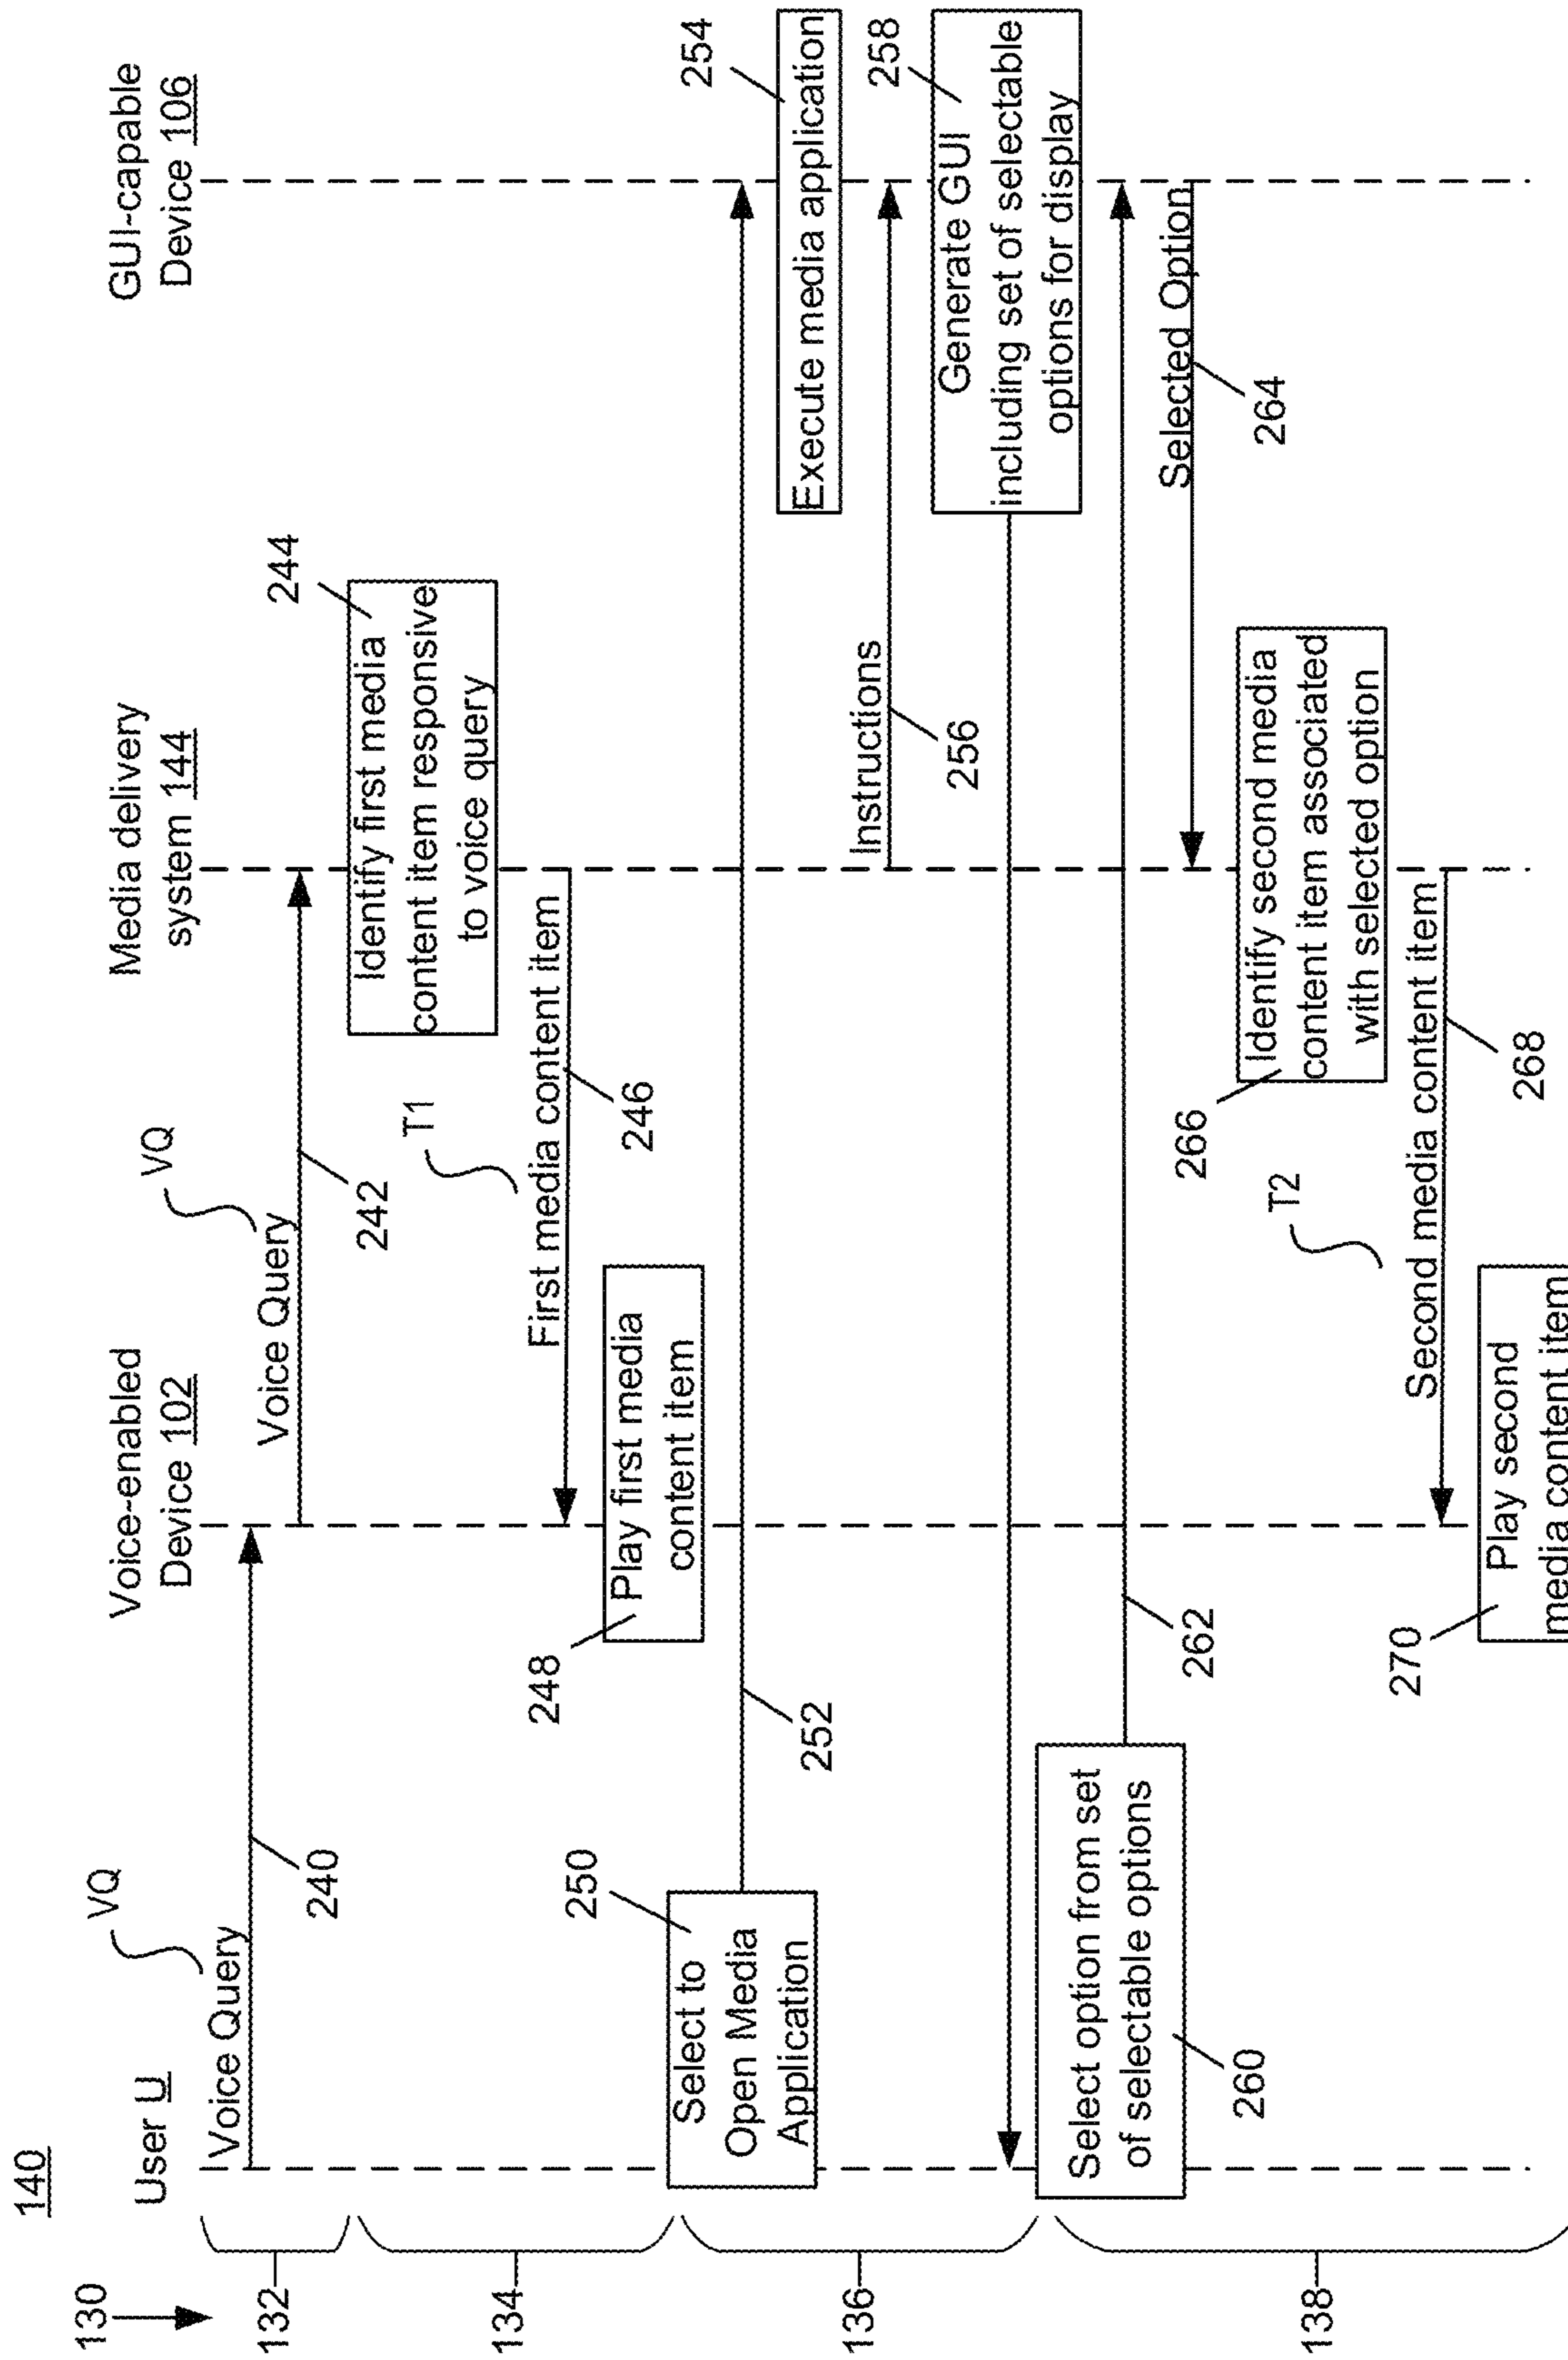 140
130
132
134
136
138
User U
Voice-enabled
Device 102
Media delivery
system 144
GUI-capable
Device 106
VQ
Voice Query
240
VQ
Voice Query
242
244
Identify first media
content item responsive
to voice query
T1
First media content item
246
248
Play first media
content item
250
Select to
Open Media
Application
252
254
Execute media application
Instructions
256
258
Generate GUI
including set of selectable
options for display
Select option from set
of selectable options
260
262
Selected Option
264
266
Identify second media
content item associated
with selected option
T2
Second media content item
268
270
Play second
media content item